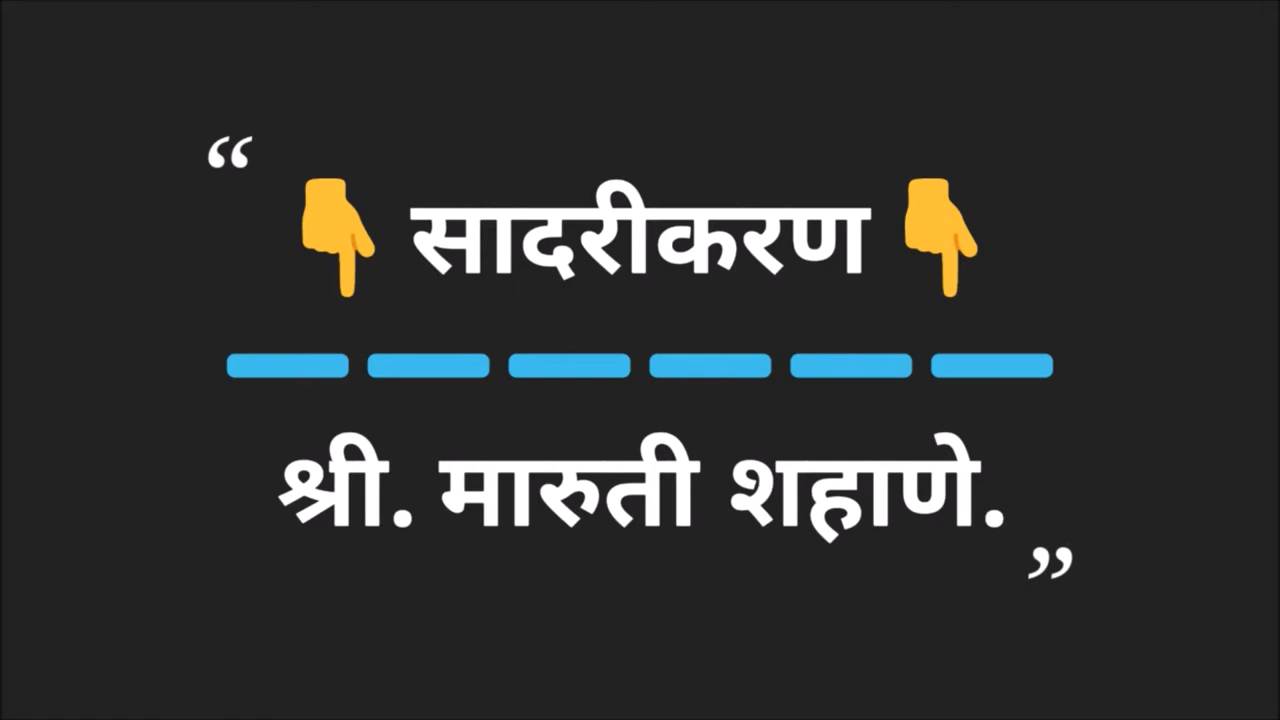 “
👇 सादरीकरण 👇
श्री. मारुती शहाणे.
”